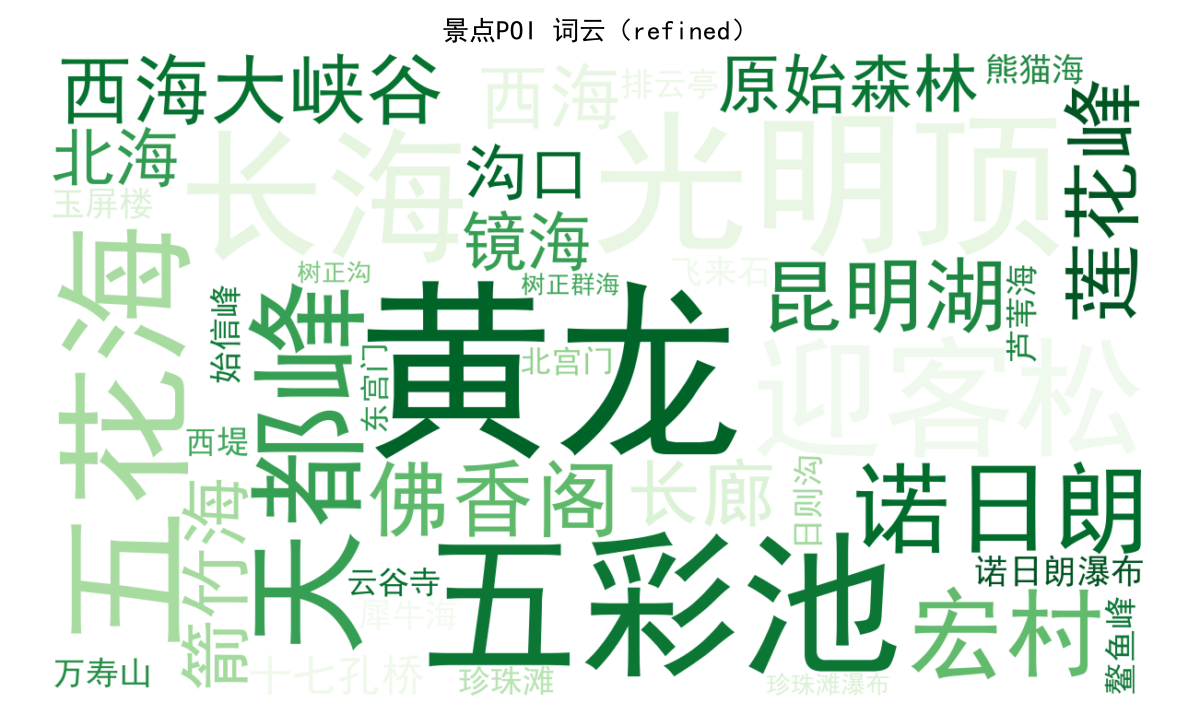 景点POI 词云（refined）
西海大峡谷
西海
排云亭
原始森林
熊猫海
莲花峰
北海
长海
沟口
光明顶
玉屏楼
镜海
五花海
树正沟
树正群海
飞来石
昆明湖
芦苇海
始信峰
天都峰
黄龙
东宫门
北宫门
迎客松
西堤
佛香阁
长廊
日则沟
诺日朗
箭竹海
云谷寺
五彩池
诺日朗瀑布
犀牛海
宏村
鳌鱼峰
万寿山
十七孔桥
珍珠滩
珍珠滩瀑布